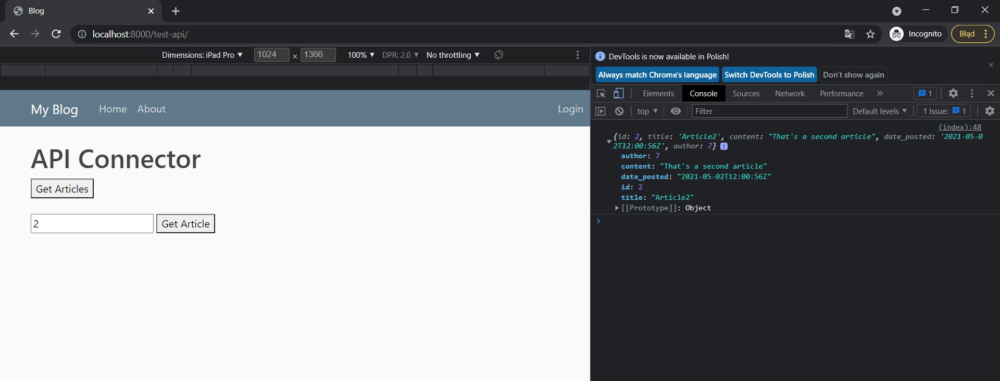 Blog
localhost:8000/test-api/
Incognito
Błąd
Dimensions: iPad Pro ▼ 1024 × 1366 100% ▼ DPR: 2.0 ▼ No throttling ▼
DevTools is now available in Polish!
Always match Chrome's language Switch DevTools to Polish Don't show again
Elements Console Sources Network Performance » 1
top ▼ Filter Default levels ▼ 1 Issue: 1
My Blog Home About Login
API Connector
Get Articles
2 Get Article
(index):48
{id: 2, title: 'Article2', content: "That's a second article", date_posted: '2021-05-0
2T12:00:56Z', author: 7} i
author: 7
content: "That's a second article"
date_posted: "2021-05-02T12:00:56Z"
id: 2
title: "Article2"
[[Prototype]]: Object